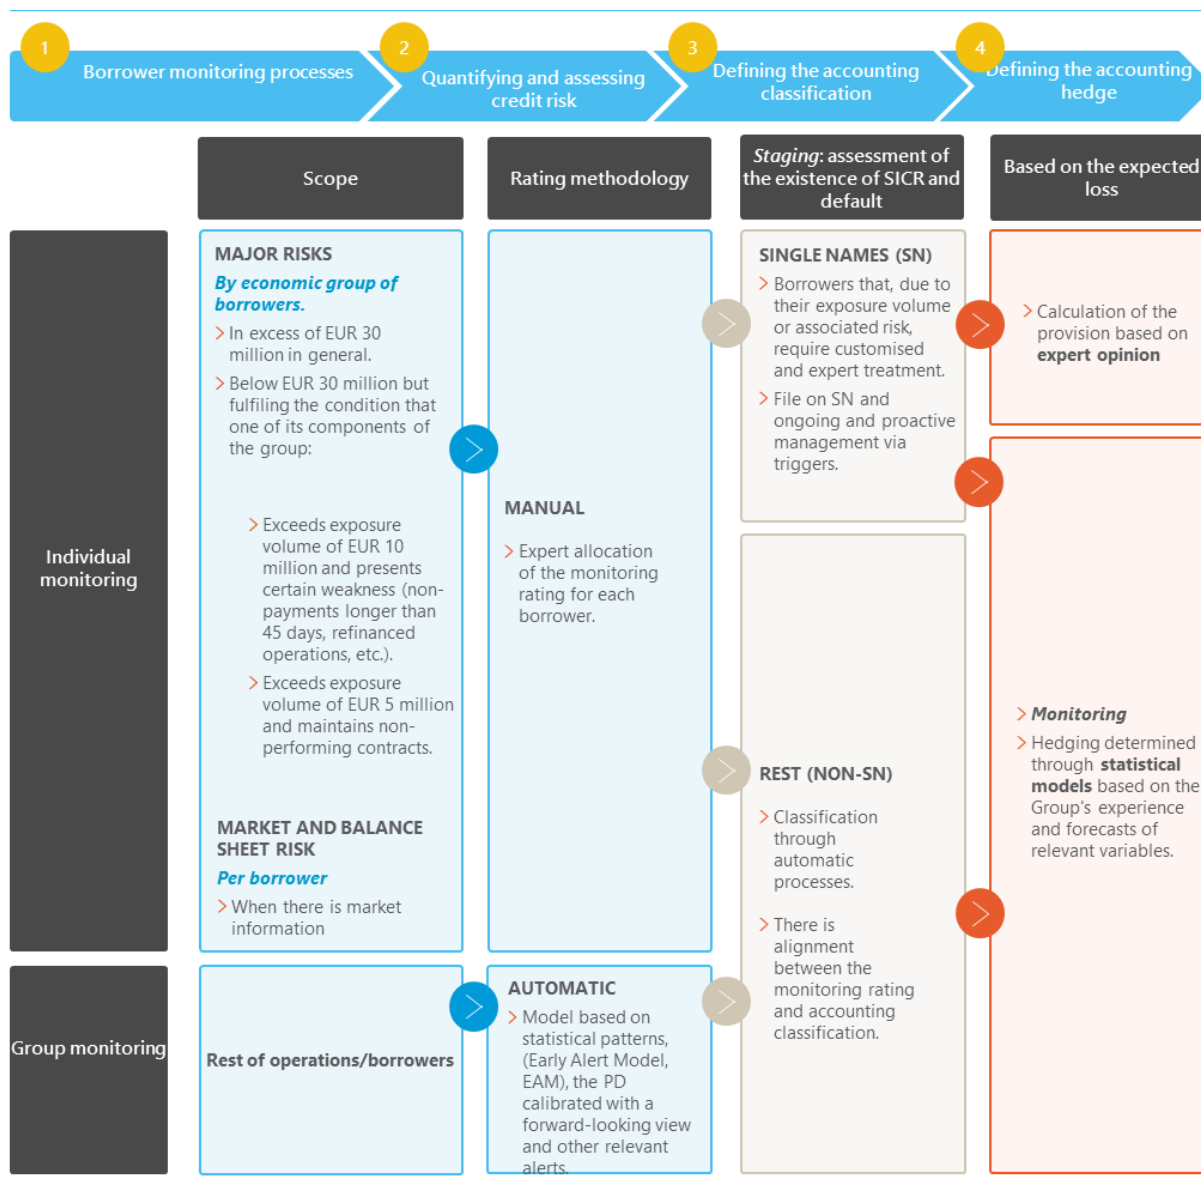 1
Borrower monitoring processes
2
Quantifying and assessing
credit risk
3
Defining the accounting
classification
4
Defining the accounting
hedge
Scope
Rating methodology
Staging: assessment of
the existence of SICR and
default
Based on the expected
loss
Individual
monitoring
MAJOR RISKS
By economic group of
borrowers.
In excess of EUR 30
million in general.
Below EUR 30 million but
fulfiling the condition that
one of its components of
the group:
Exceeds exposure
volume of EUR 10
million and presents
certain weakness (non-
payments longer than
45 days, refinanced
operations, etc.).
Exceeds exposure
volume of EUR 5 million
and maintains non-
performing contracts.
MARKET AND BALANCE
SHEET RISK
Per borrower
When there is market
information
MANUAL
Expert allocation
of the monitoring
rating for each
borrower.
SINGLE NAMES (SN)
Borrowers that, due to
their exposure volume
or associated risk,
require customised
and expert treatment.
File on SN and
ongoing and proactive
management via
triggers.
REST (NON-SN)
Classification
through
automatic
processes.
There is
alignment
between the
monitoring rating
and accounting
classification.
Calculation of the
provision based on
expert opinion
Monitoring
Hedging determined
through statistical
models based on the
Group's experience
and forecasts of
relevant variables.
Group monitoring
Rest of operations/borrowers
AUTOMATIC
Model based on
statistical patterns,
(Early Alert Model,
EAM), the PD
calibrated with a
forward-looking view
and other relevant
alerts.